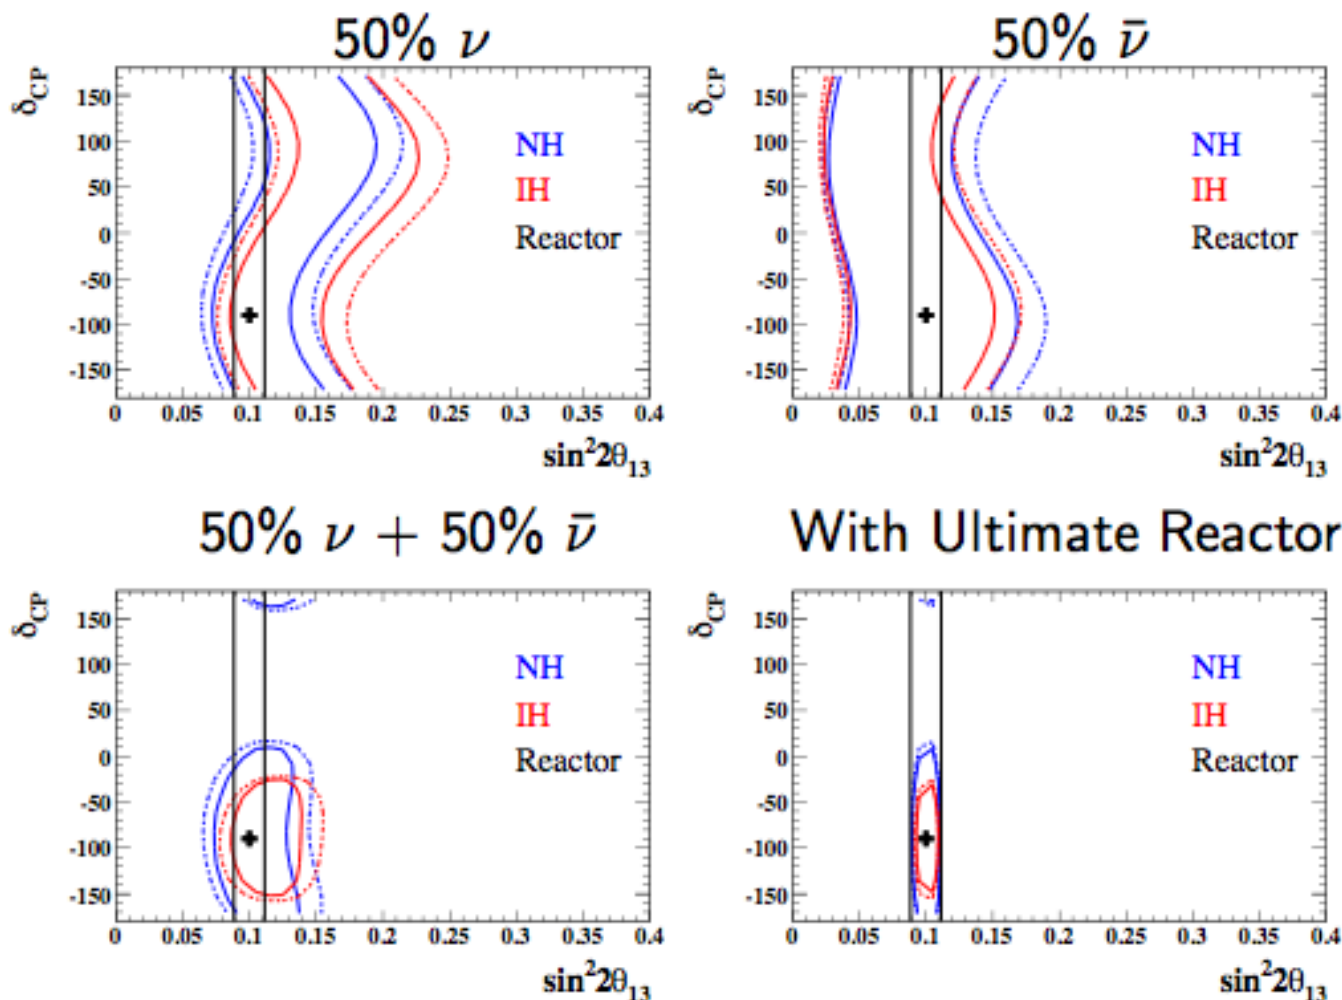 50% ν
δCP
150
100
50
0
-50
-100
-150
NH
IH
Reactor
0 0.05 0.1 0.15 0.2 0.25 0.3 0.35 0.4
sin²2θ₁₃
50% ν̄
δCP
150
100
50
0
-50
-100
-150
NH
IH
Reactor
0 0.05 0.1 0.15 0.2 0.25 0.3 0.35 0.4
sin²2θ₁₃
50% ν + 50% ν̄
δCP
150
100
50
0
-50
-100
-150
NH
IH
Reactor
0 0.05 0.1 0.15 0.2 0.25 0.3 0.35 0.4
sin²2θ₁₃
With Ultimate Reactor
δCP
150
100
50
0
-50
-100
-150
NH
IH
Reactor
0 0.05 0.1 0.15 0.2 0.25 0.3 0.35 0.4
sin²2θ₁₃